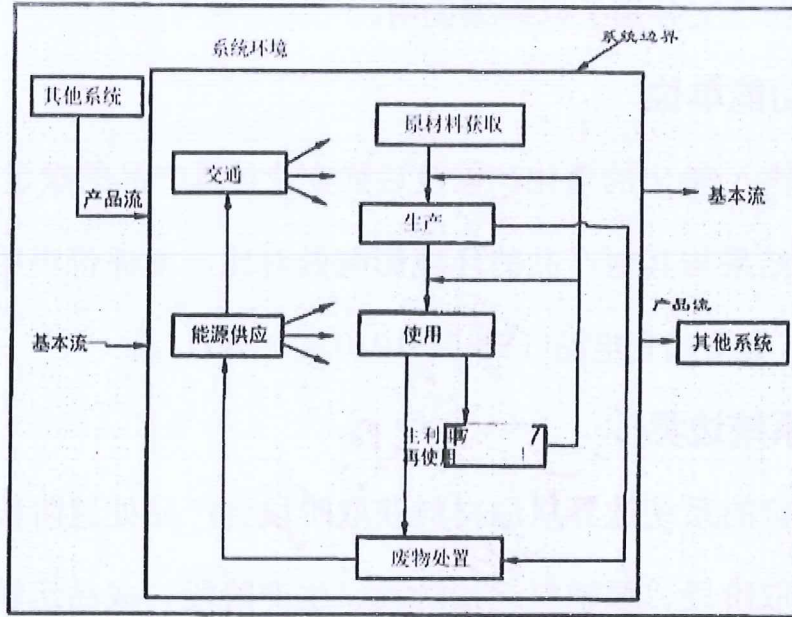 系统边界
系统环境
其他系统
原材料获取
交通
产品流
基本流
生产
产品流
基本流
能源供应
使用
其他系统
生利
再使用
废物处置